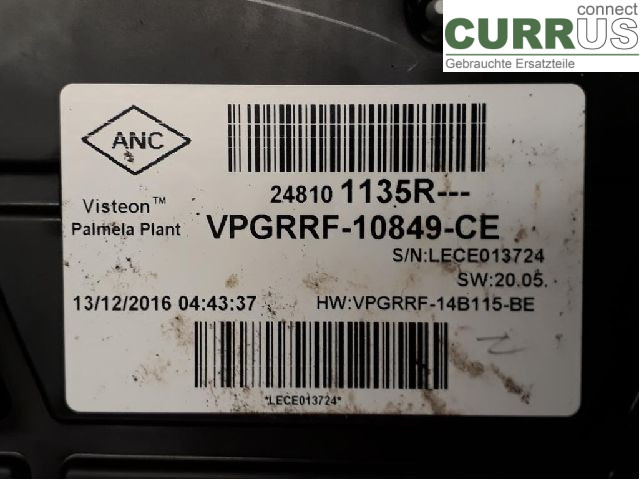 connect
CURRUS
Gebrauchte Ersatzteile
ANC
24810 1135R---
Visteon™
Palmela Plant
VPGRRF-10849-CE
S/N:LECE013724
SW:20.05.
13/12/2016 04:43:37
HW:VPGRRF-14B115-BE
*LECE013724*